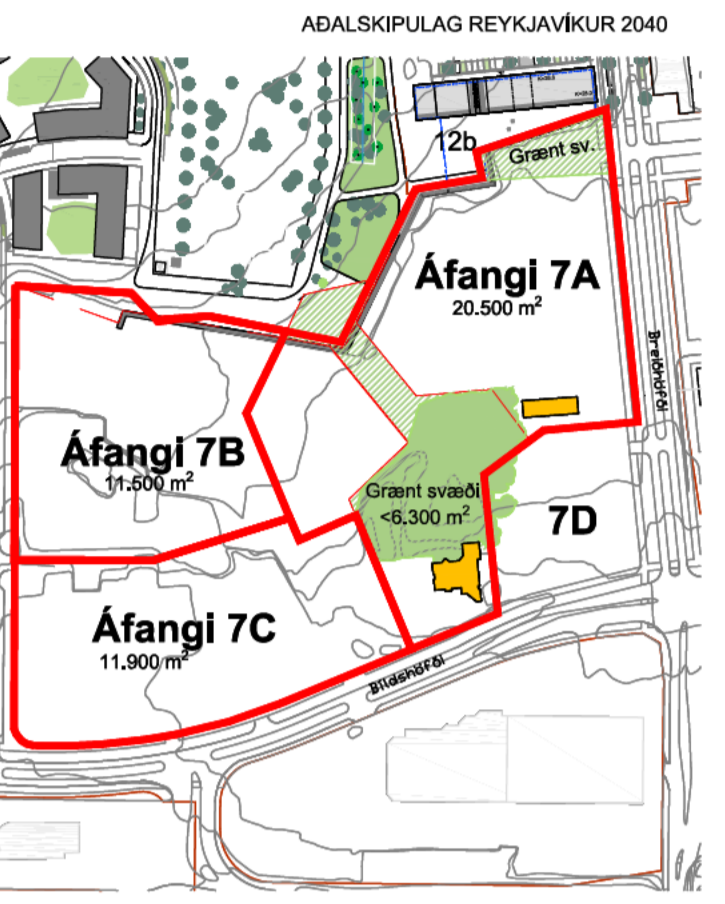 AÐALSKIPULAG REYKJAVÍKUR 2040
12b
Grænt sv.
Áfangi 7A
20.500 m²
Breiðhöfði
Áfangi 7B
11.500 m²
Grænt svæði
<6.300 m²
7D
Áfangi 7C
11.900 m²
Bíldshöfði